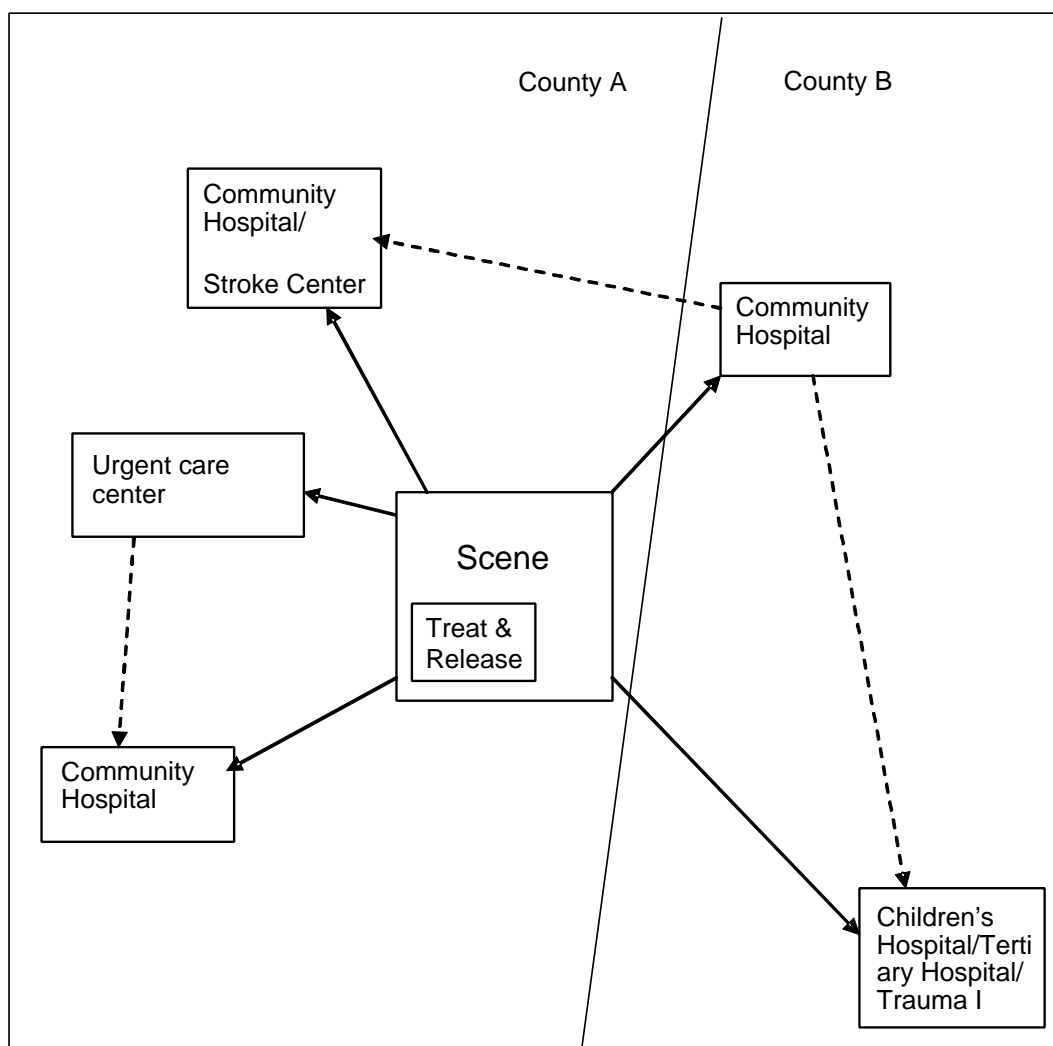 County A
County B
Community
Hospital/
Stroke Center
Community
Hospital
Urgent care
center
Scene
Treat &
Release
Community
Hospital
Children’s
Hospital/Terti
ary Hospital/
Trauma I